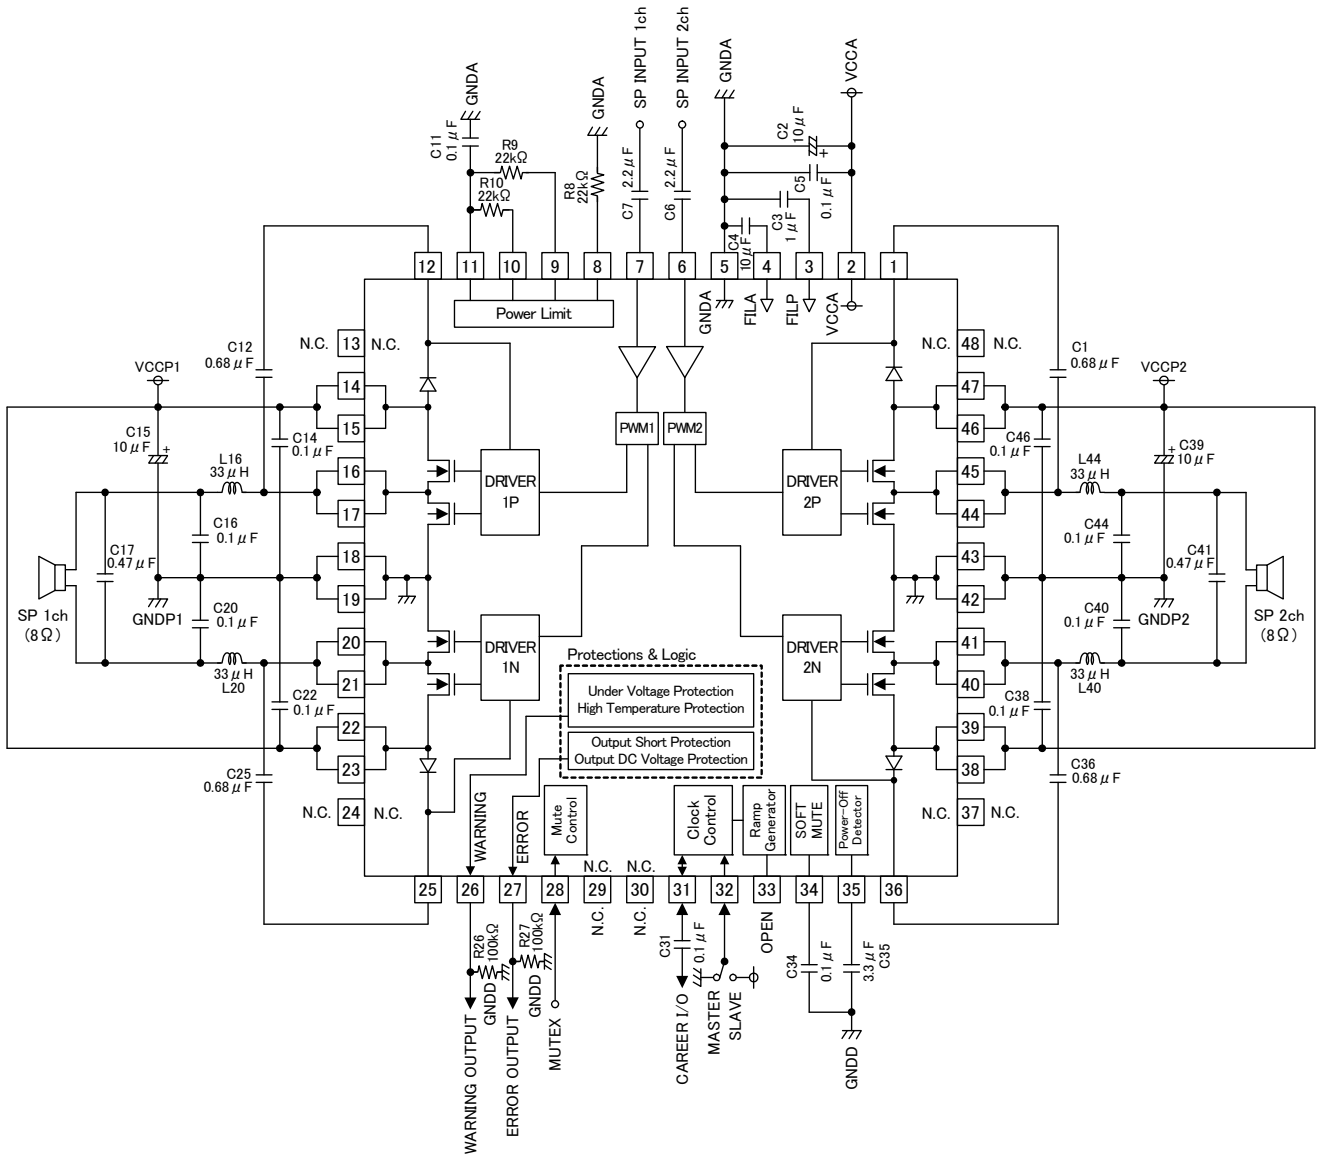 SP INPUT 1ch
SP INPUT 2ch
GNDA
VCCA
GNDA
GNDA
C11
0.1μF
R9
22kΩ
R10
22kΩ
R8
22kΩ
2.2μF
C7
2.2μF
C6
C2
10μF
+
C5
0.1μF
C3
1μF
C4
10μF
12
11
10
9
8
7
6
5
4
3
2
1
Power Limit
GNDA
FILA
FILP
VCCA
N.C.
13
N.C.
N.C.
48
N.C.
C12
0.68μF
C1
0.68μF
VCCP1
VCCP2
14
15
47
46
C15
10μF
+
C14
0.1μF
PWM1
PWM2
C46
0.1μF
C39
+
10μF
L16
33μH
16
17
DRIVER
1P
DRIVER
2P
45
44
L44
33μH
C16
0.1μF
C17
0.47μF
C44
0.1μF
C41
0.47μF
18
19
43
42
SP 1ch
(8Ω)
GNDP1
C20
0.1μF
C40
0.1μF
GNDP2
SP 2ch
(8Ω)
20
21
33μH
L20
DRIVER
1N
DRIVER
2N
41
40
33μH
L40
Protections & Logic
Under Voltage Protection
High Temperature Protection
Output Short Protection
Output DC Voltage Protection
C22
0.1μF
C38
0.1μF
22
23
39
38
C25
0.68μF
C36
0.68μF
N.C.
24
N.C.
N.C.
37
N.C.
WARNING
ERROR
Mute
Control
Clock
Control
Ramp
Generator
SOFT
MUTE
Power-Off
Detector
N.C.
N.C.
25
26
27
28
29
30
31
32
33
34
35
36
N.C.
N.C.
OPEN
R26
100kΩ
R27
100kΩ
GNDD
GNDD
C31
0.1μF
C34
0.1μF
3.3μF
C35
WARNING OUTPUT
ERROR OUTPUT
MUTEX
CAREER I/O
MASTER
SLAVE
GNDD